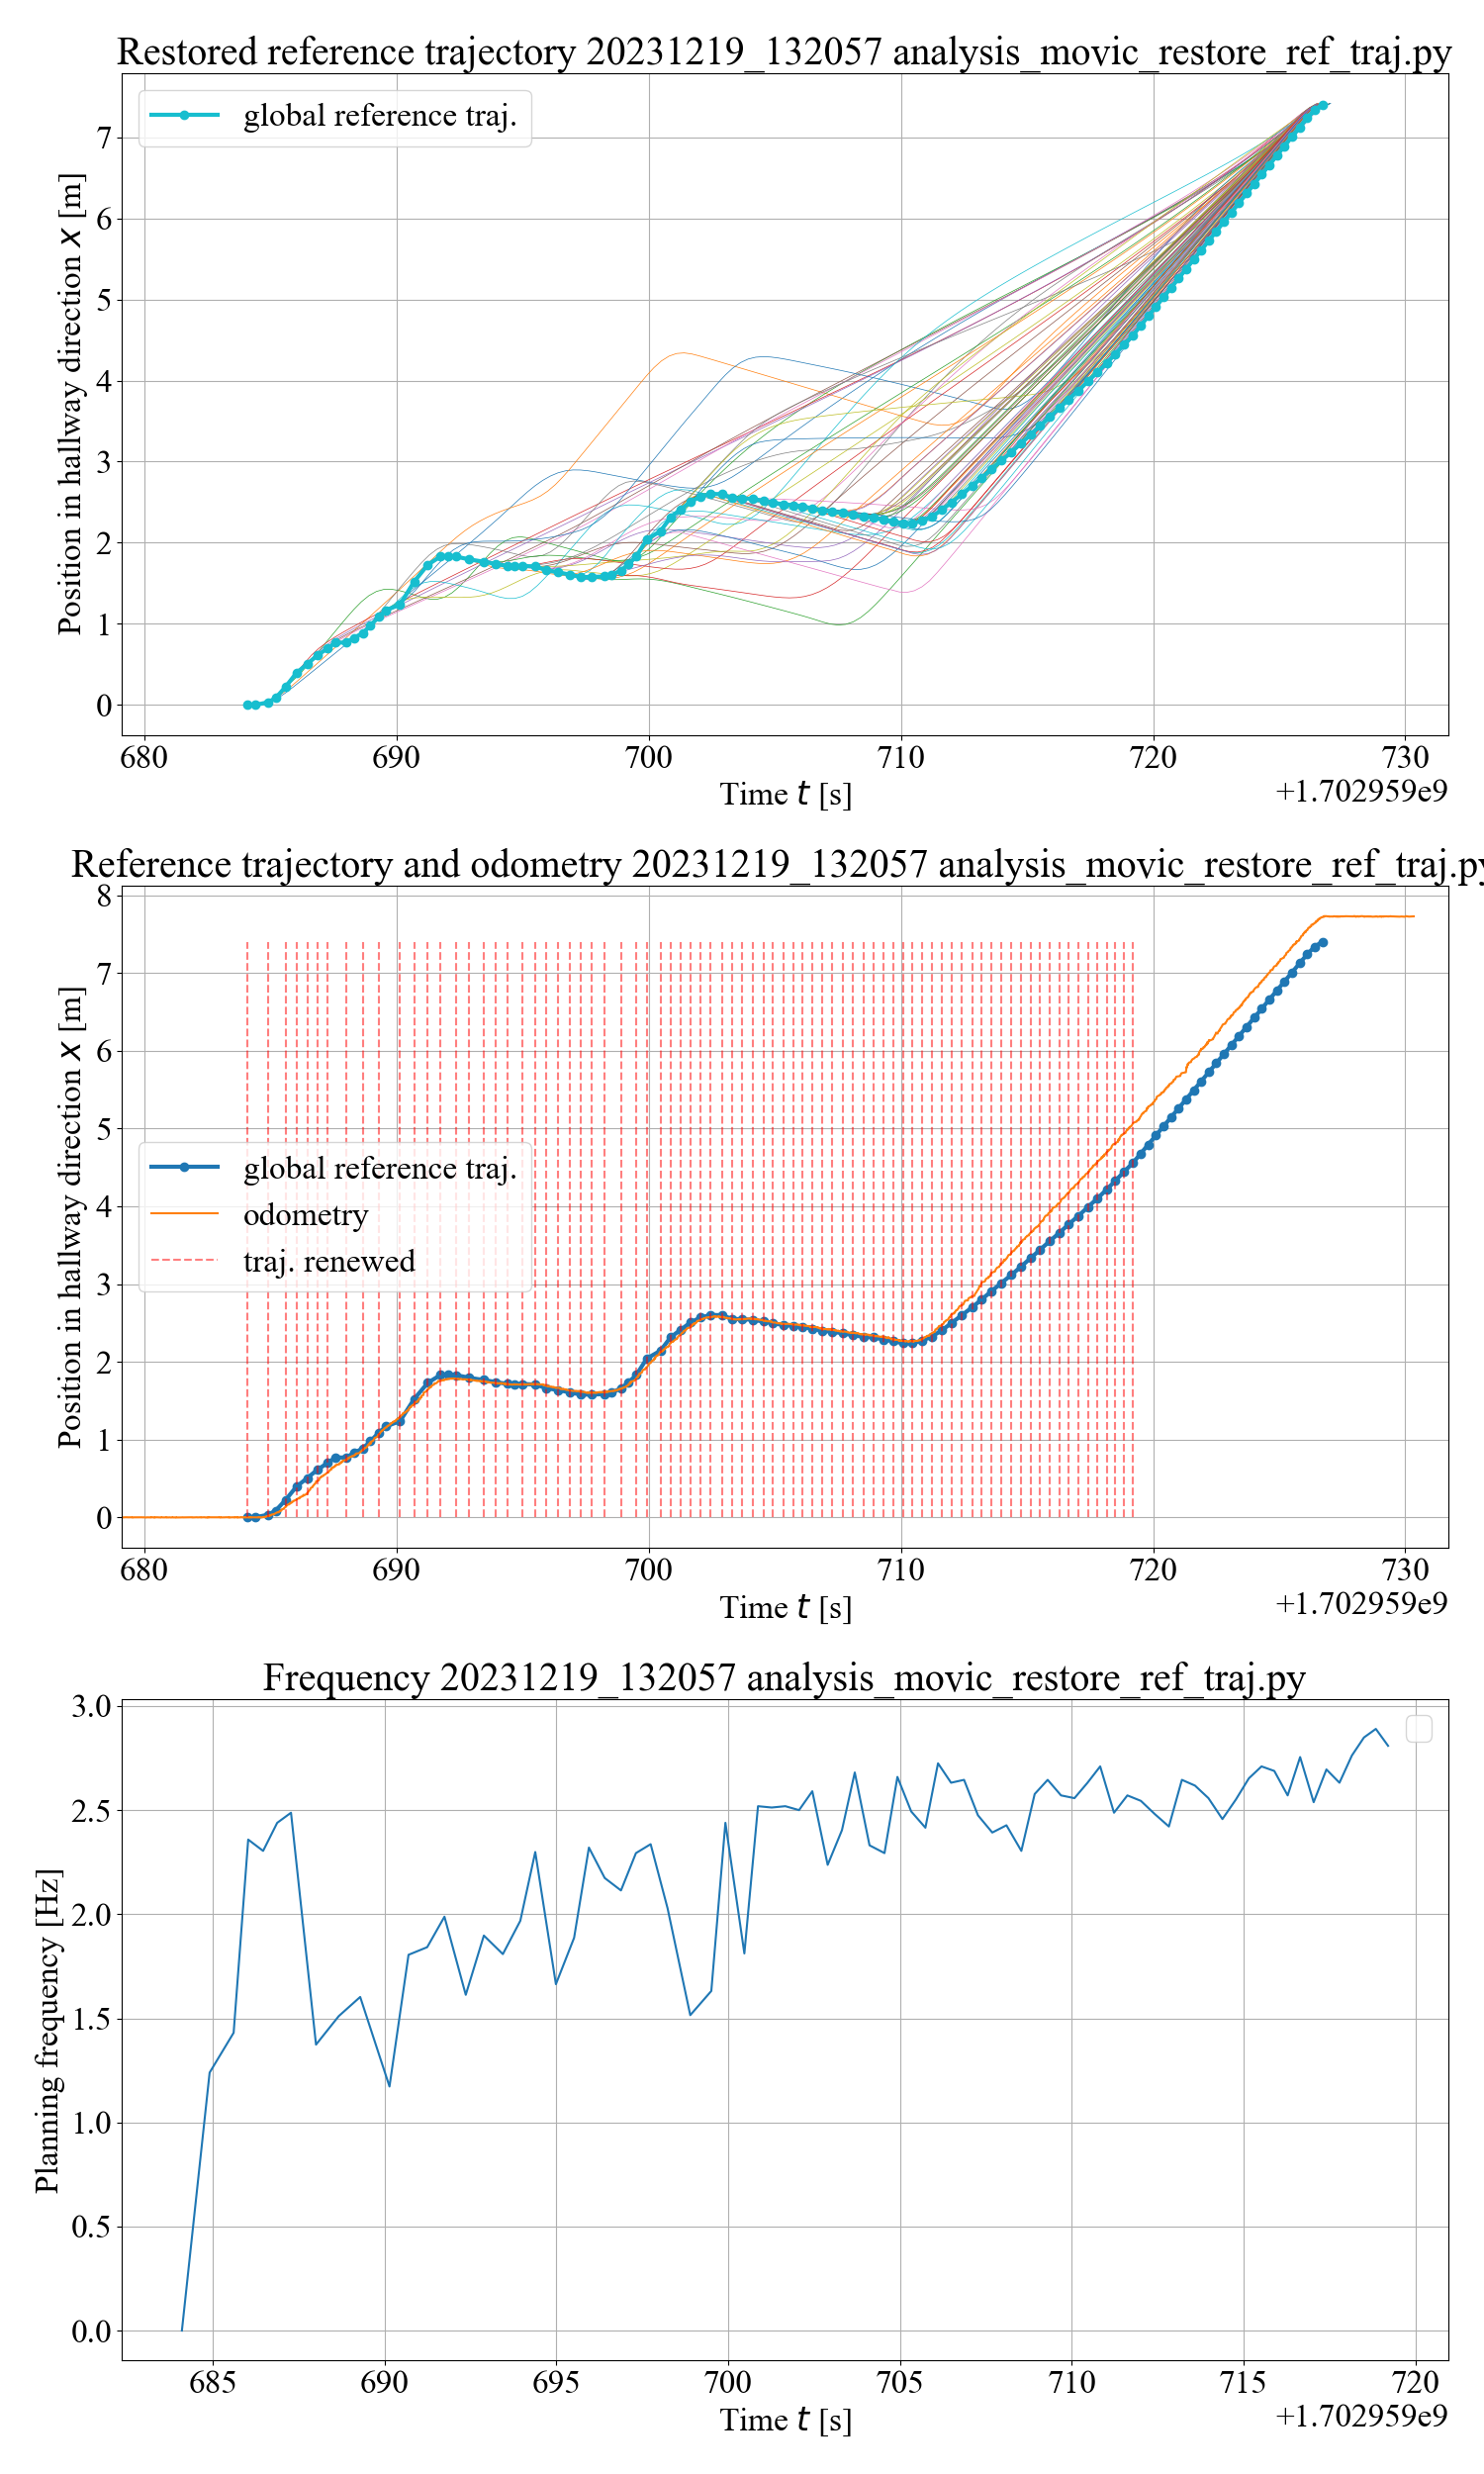 Restored reference trajectory 20231219_132057 analysis_movic_restore_ref_traj.py
global reference traj.
Position in hallway direction x [m]
7
6
5
4
3
2
1
0
680 690 700 710 720 730
Time t [s]
+1.702959e9
Reference trajectory and odometry 20231219_132057 analysis_movic_restore_ref_traj.py
Position in hallway direction x [m]
8
7
6
5
4
3
2
1
0
global reference traj.
odometry
traj. renewed
680 690 700 710 720 730
Time t [s]
+1.702959e9
Frequency 20231219_132057 analysis_movic_restore_ref_traj.py
Planning frequency [Hz]
3.0
2.5
2.0
1.5
1.0
0.5
0.0
685 690 695 700 705 710 715 720
Time t [s]
+1.702959e9